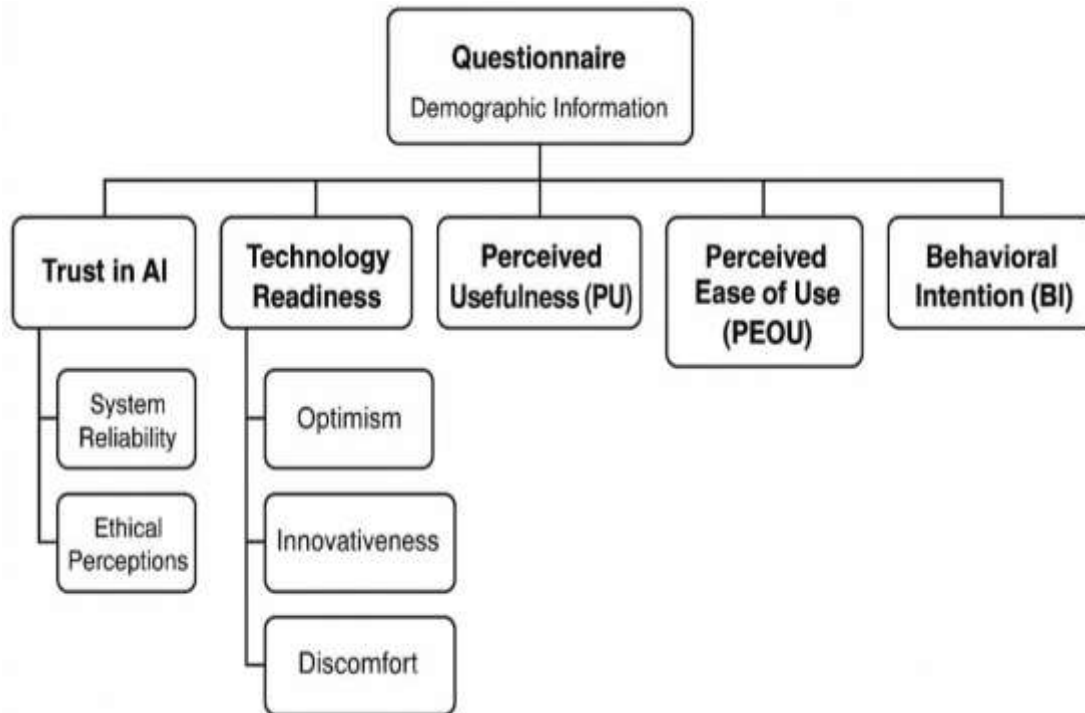 Questionnaire
Demographic Information
Trust in AI
Technology
Readiness
Perceived
Usefulness (PU)
Perceived
Ease of Use
(PEOU)
Behavioral
Intention (BI)
System
Reliability
Ethical
Perceptions
Optimism
Innovativeness
Discomfort